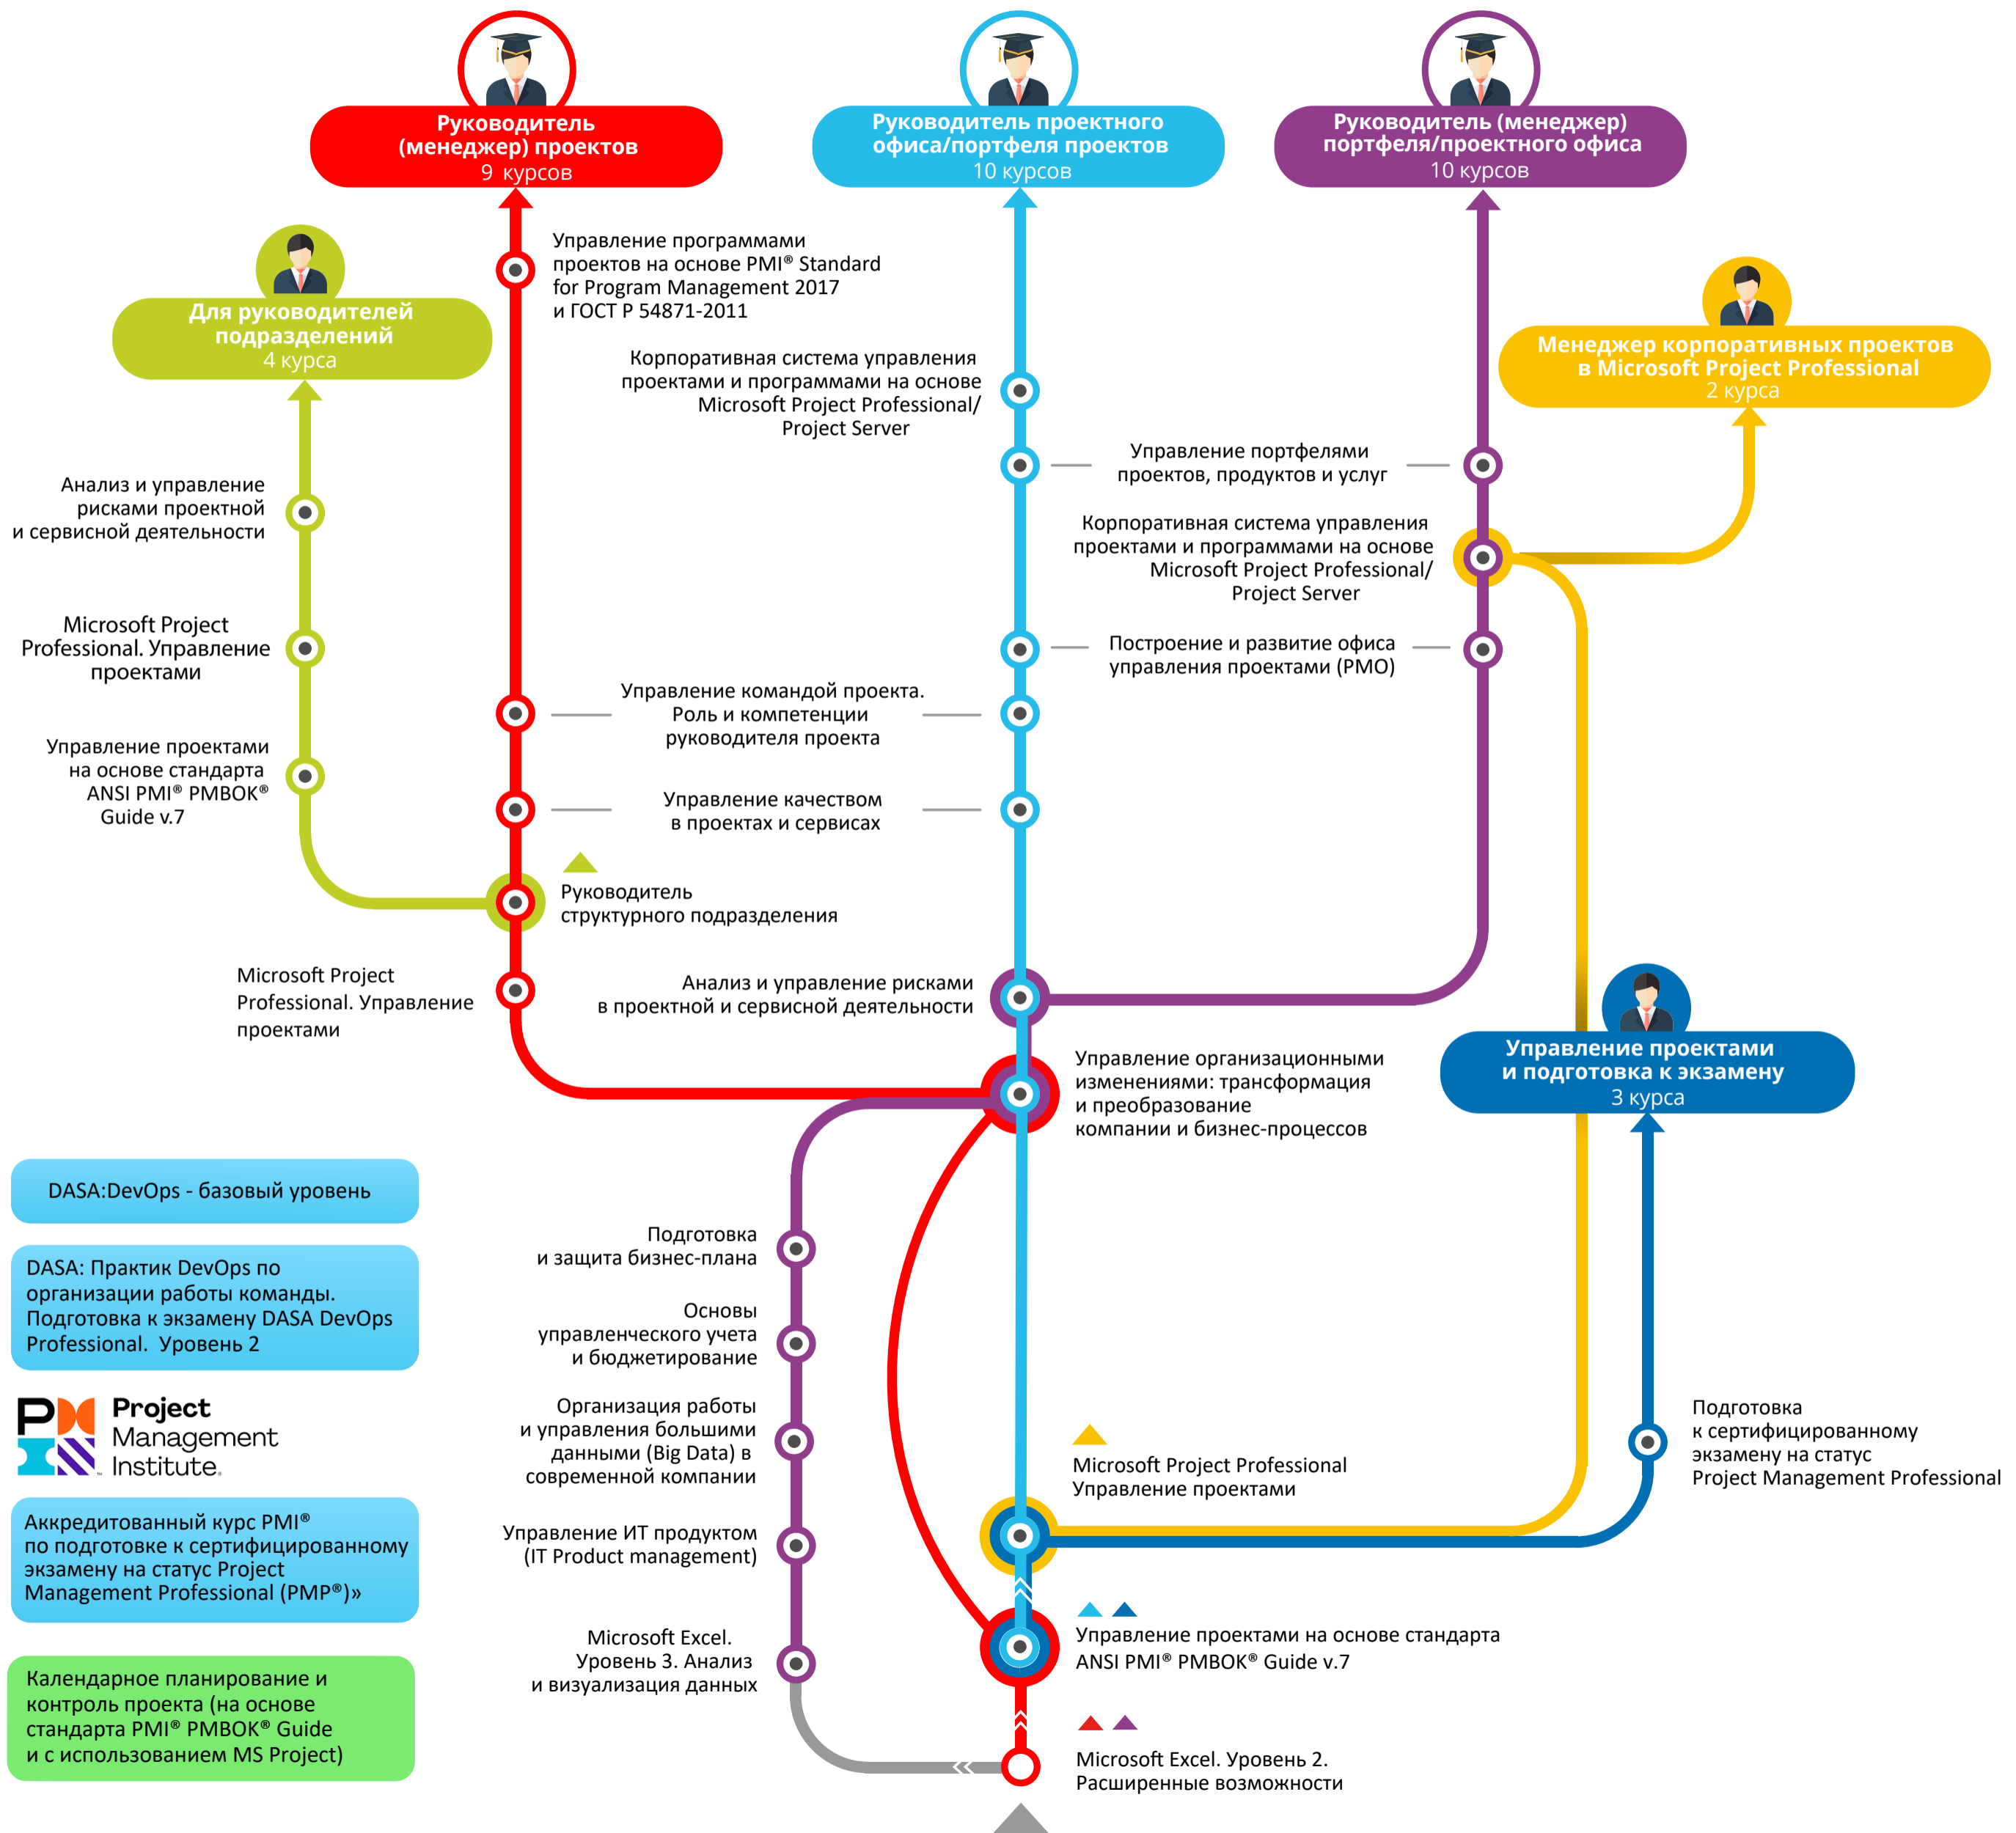 Руководитель
(менеджер) проектов
9 курсов
Руководитель проектного
офиса/портфеля проектов
10 курсов
Руководитель (менеджер)
портфеля/проектного офиса
10 курсов
Для руководителей
подразделений
4 курса
Управление программами
проектов на основе PMI® Standard
for Program Management 2017
и ГОСТ Р 54871-2011
Менеджер корпоративных проектов
в Microsoft Project Professional
2 курса
Корпоративная система управления
проектами и программами на основе
Microsoft Project Professional/
Project Server
Управление портфелями
проектов, продуктов и услуг
Анализ и управление
рисками проектной
и сервисной деятельности
Корпоративная система управления
проектами и программами на основе
Microsoft Project Professional/
Project Server
Microsoft Project
Professional. Управление
проектами
Построение и развитие офиса
управления проектами (PMO)
Управление командой проекта.
Роль и компетенции
руководителя проекта
Управление проектами
на основе стандарта
ANSI PMI® PMBOK®
Guide v.7
Управление качеством
в проектах и сервисах
Руководитель
структурного подразделения
Microsoft Project
Professional. Управление
проектами
Анализ и управление рисками
в проектной и сервисной деятельности
Управление организационными
изменениями: трансформация
и преобразование
компании и бизнес-процессов
Управление проектами
и подготовка к экзамену
3 курса
DASA:DevOps - базовый уровень
DASA: Практик DevOps по
организации работы команды.
Подготовка к экзамену DASA DevOps
Professional. Уровень 2
Project
Management
Institute.
Аккредитованный курс PMI®
по подготовке к сертифицированному
экзамену на статус Project
Management Professional (PMP®)»
Календарное планирование и
контроль проекта (на основе
стандарта PMI® PMBOK® Guide
и с использованием MS Project)
Подготовка
и защита бизнес-плана
Основы
управленческого учета
и бюджетирование
Организация работы
и управления большими
данными (Big Data) в
современной компании
Управление ИТ продуктом
(IT Product management)
Microsoft Excel.
Уровень 3. Анализ
и визуализация данных
Microsoft Project Professional
Управление проектами
Подготовка
к сертифицированному
экзамену на статус
Project Management Professional
Управление проектами на основе стандарта
ANSI PMI® PMBOK® Guide v.7
Microsoft Excel. Уровень 2.
Расширенные возможности